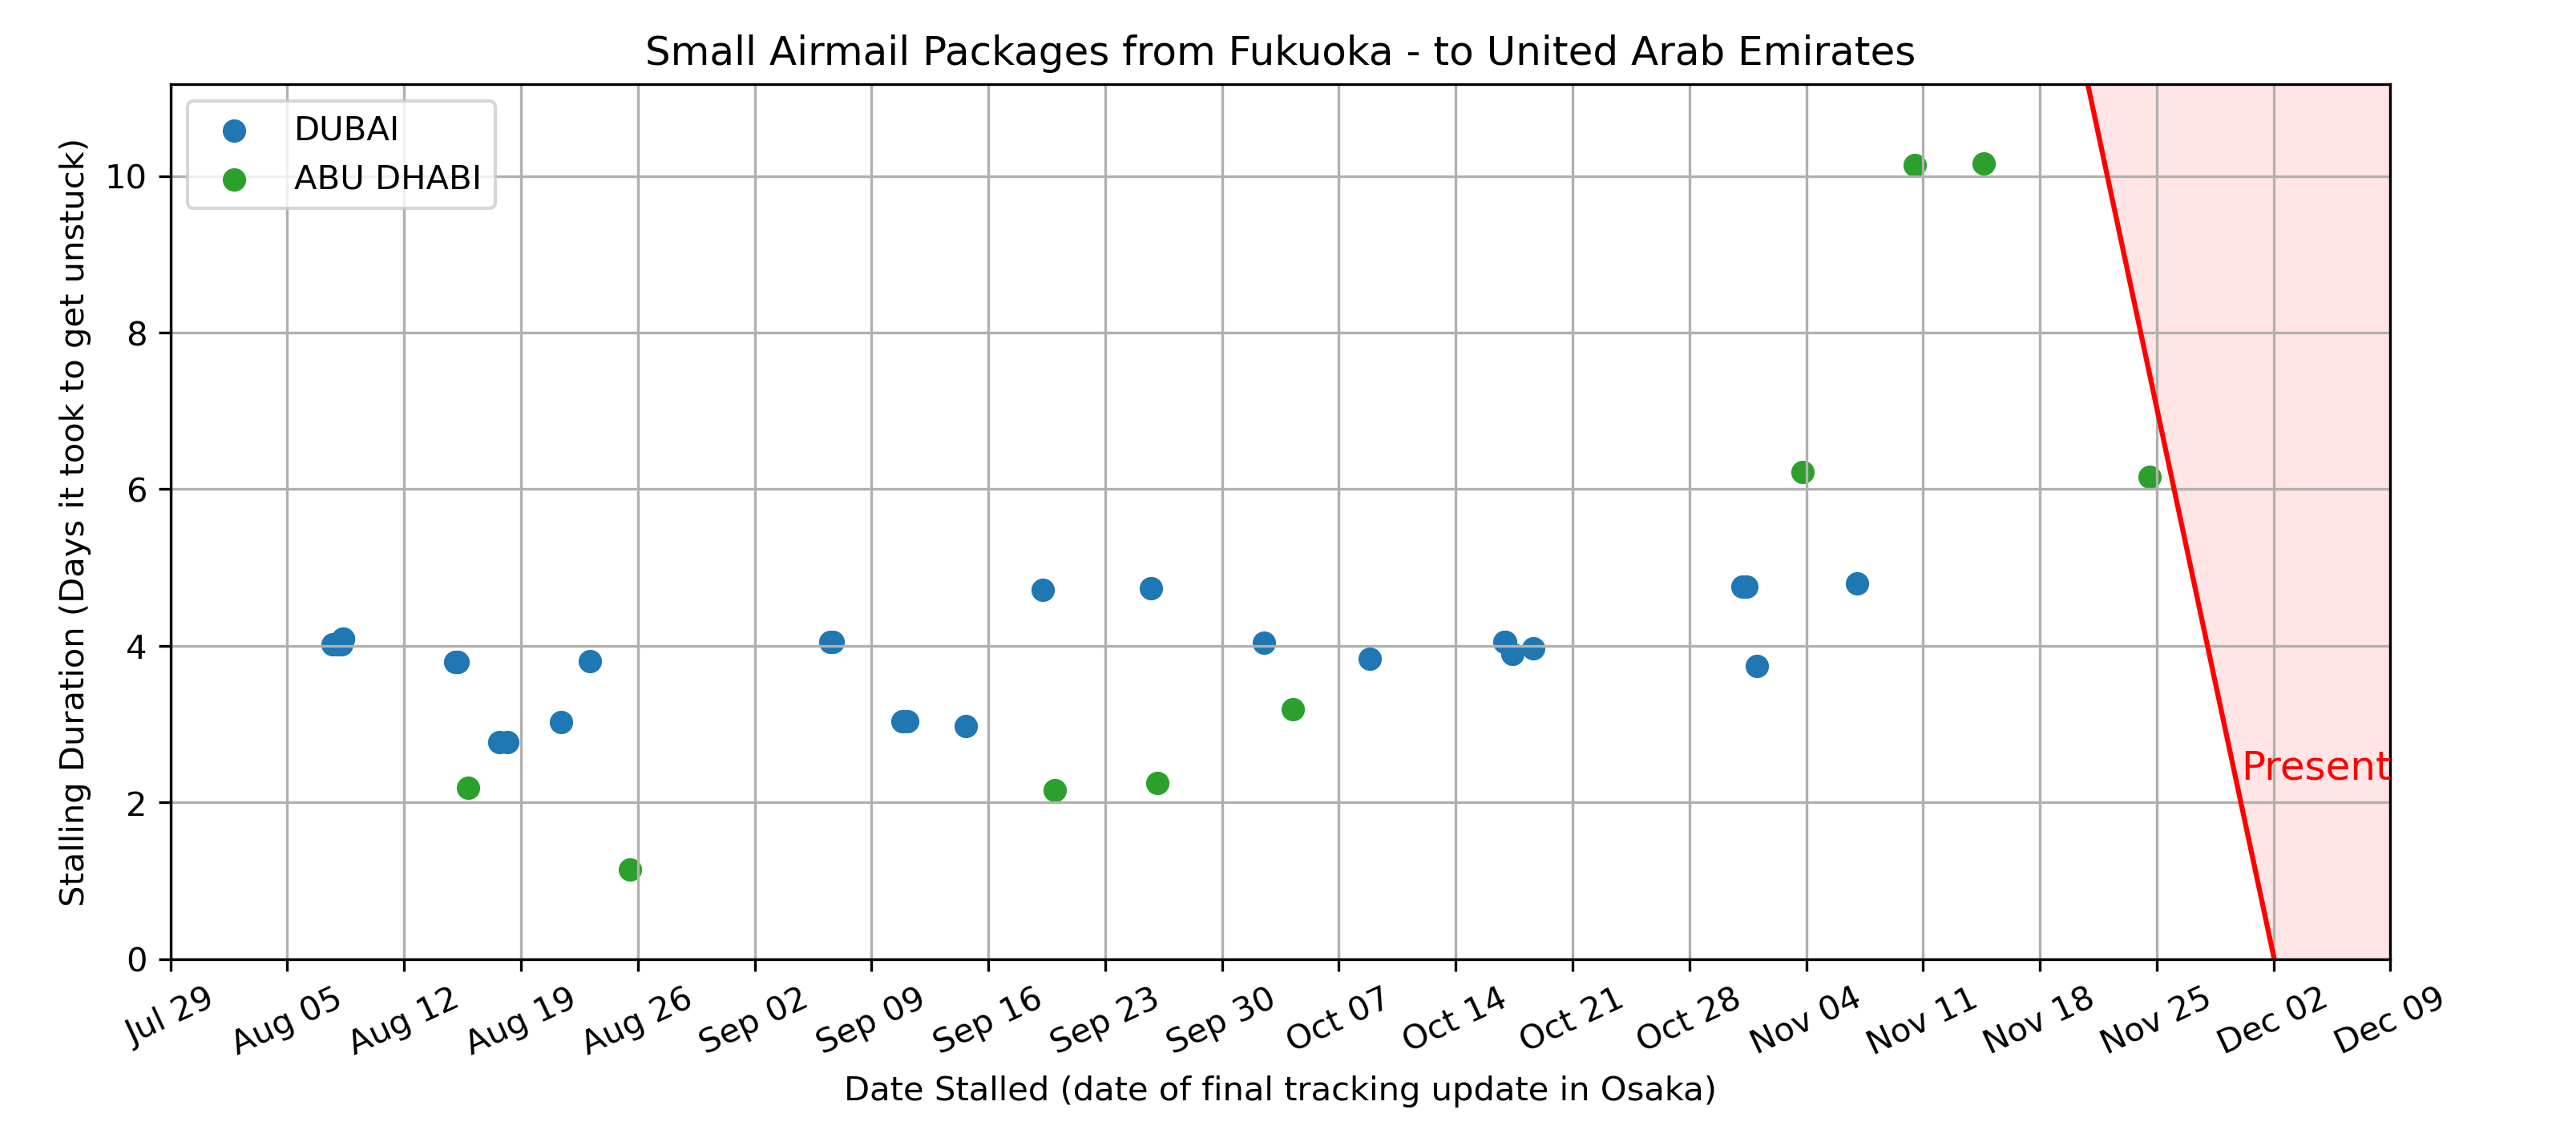 Small Airmail Packages from Fukuoka - to United Arab Emirates
DUBAI
ABU DHABI
Stalling Duration (Days it took to get unstuck)
10
8
6
4
2
0
Present
Jul 29
Aug 05
Aug 12
Aug 19
Aug 26
Sep 02
Sep 09
Sep 16
Sep 23
Sep 30
Oct 07
Oct 14
Oct 21
Oct 28
Nov 04
Nov 11
Nov 18
Nov 25
Dec 02
Dec 09
Date Stalled (date of final tracking update in Osaka)